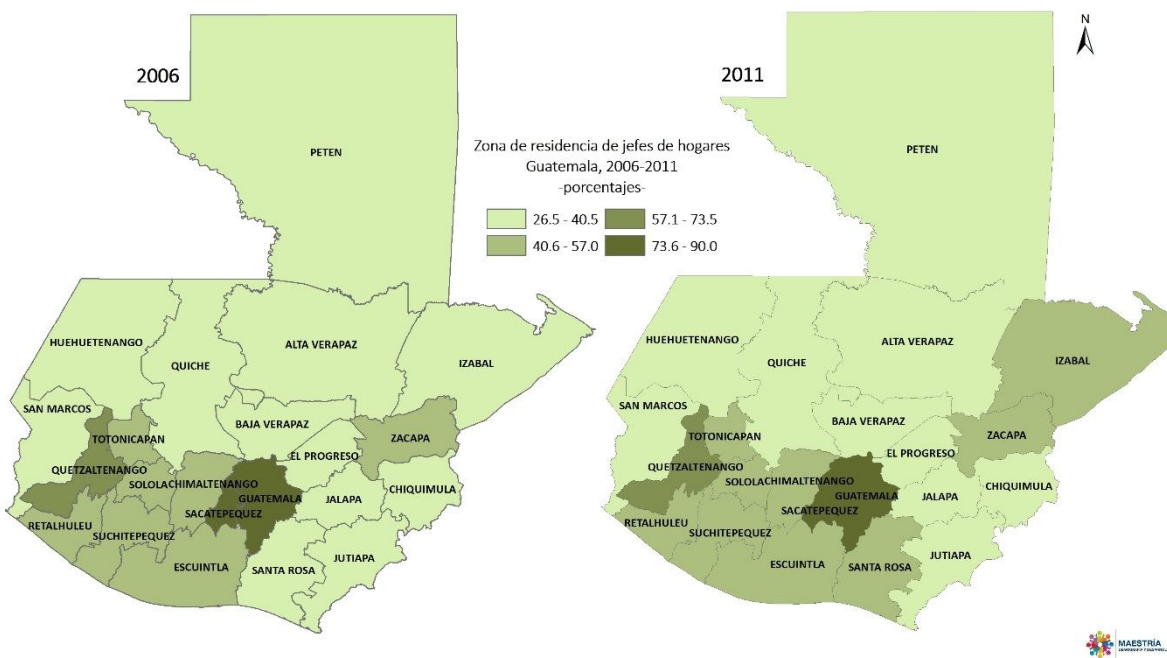 2006
PETEN
HUEHUETENANGO
QUICHE
ALTA VERAPAZ
IZABAL
SAN MARCOS
BAJA VERAPAZ
TOTONICAPAN
ZACAPA
EL PROGRESO
QUETZALTENANGO
SOLOLA
CHIMALTENANGO
GUATEMALA
JALAPA
CHIQUIMULA
SACATEPEQUEZ
RETALHULEU
SUCHITEPEQUEZ
JUTIAPA
ESCUINTLA
SANTA ROSA
Zona de residencia de jefes de hogares
Guatemala, 2006-2011
-porcentajes-
26.5 - 40.5
57.1 - 73.5
40.6 - 57.0
73.6 - 90.0
N
2011
PETEN
HUEHUETENANGO
QUICHE
ALTA VERAPAZ
IZABAL
SAN MARCOS
BAJA VERAPAZ
TOTONICAPAN
ZACAPA
EL PROGRESO
QUETZALTENANGO
SOLOLA
CHIMALTENANGO
GUATEMALA
JALAPA
CHIQUIMULA
SACATEPEQUEZ
RETALHULEU
SUCHITEPEQUEZ
JUTIAPA
ESCUINTLA
SANTA ROSA
MAESTRÍA